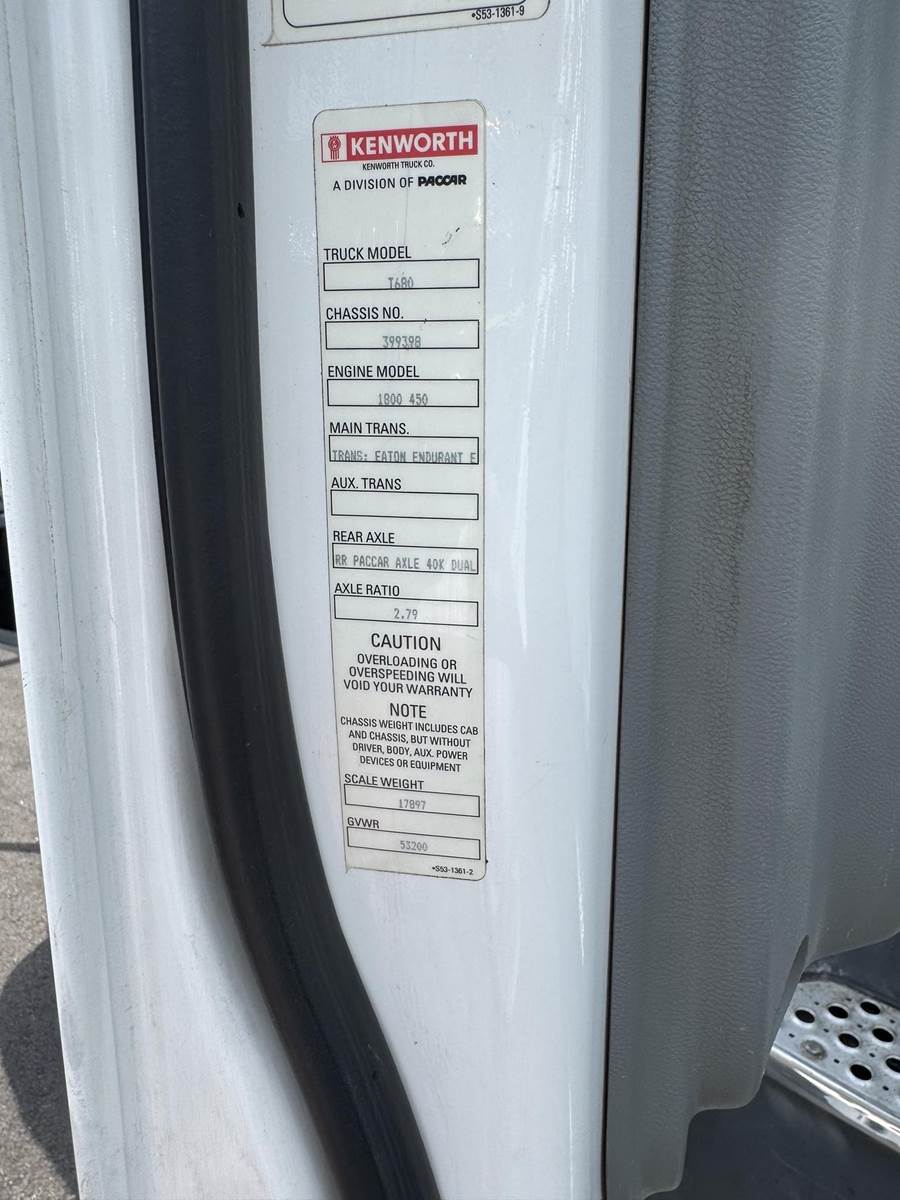 •S53-1361-9
KENWORTH
KENWORTH TRUCK CO.
A DIVISION OF PACCAR
TRUCK MODEL
T680
CHASSIS NO.
399398
ENGINE MODEL
1800 450
MAIN TRANS.
TRANS: EATON ENDURANT E
AUX. TRANS
REAR AXLE
RR PACCAR AXLE 40K DUAL
AXLE RATIO
2.79
CAUTION
OVERLOADING OR
OVERSPEEDING WILL
VOID YOUR WARRANTY
NOTE
CHASSIS WEIGHT INCLUDES CAB
AND CHASSIS, BUT WITHOUT
DRIVER, BODY, AUX. POWER
DEVICES OR EQUIPMENT
SCALE WEIGHT
17897
GVWR
53200
•S53-1361-2